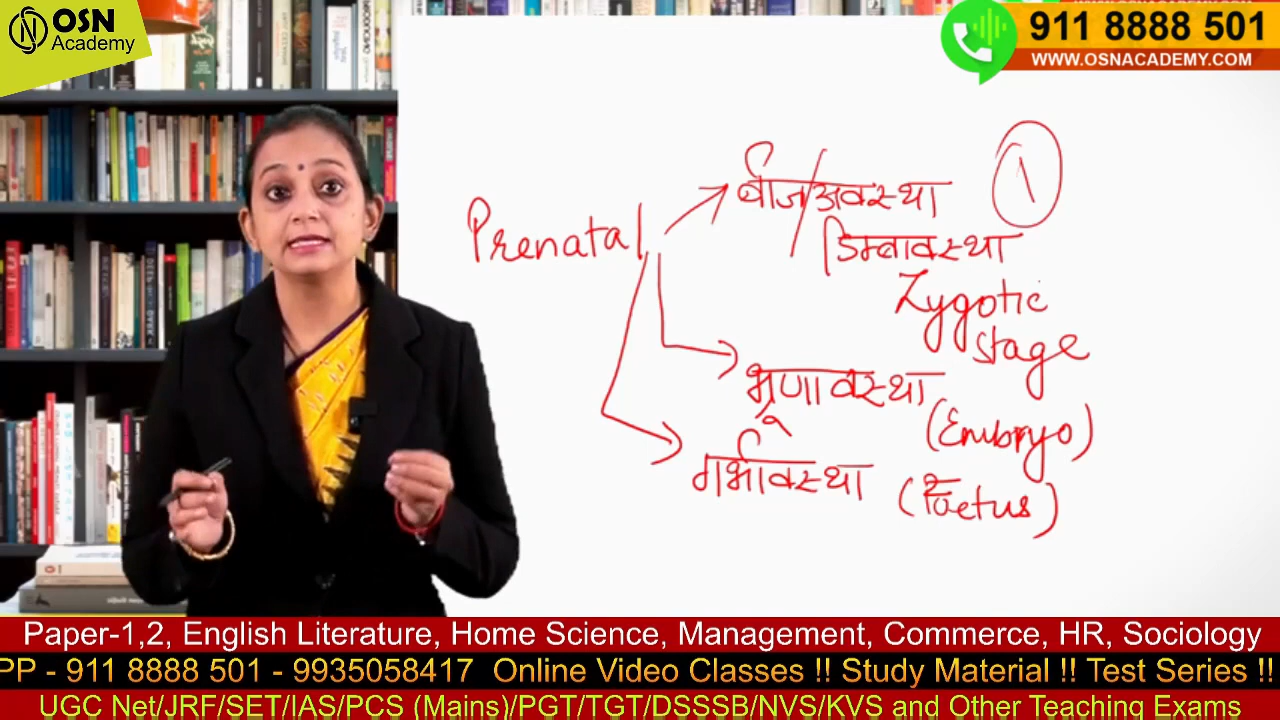 OSN
Academy
911 8888 501
WWW.OSNACADEMY.COM
Prenatal
बीज/अवस्था
1
डिम्बावस्था
Zygotic
stage
भ्रूणावस्था
(Embryo)
गर्भावस्था
(Foetus)
Paper-1,2, English Literature, Home Science, Management, Commerce, HR, Sociology
PP - 911 8888 501 - 9935058417 Online Video Classes !! Study Material !! Test Series !!
UGC Net/JRF/SET/IAS/PCS (Mains)/PGT/TGT/DSSSB/NVS/KVS and Other Teaching Exams